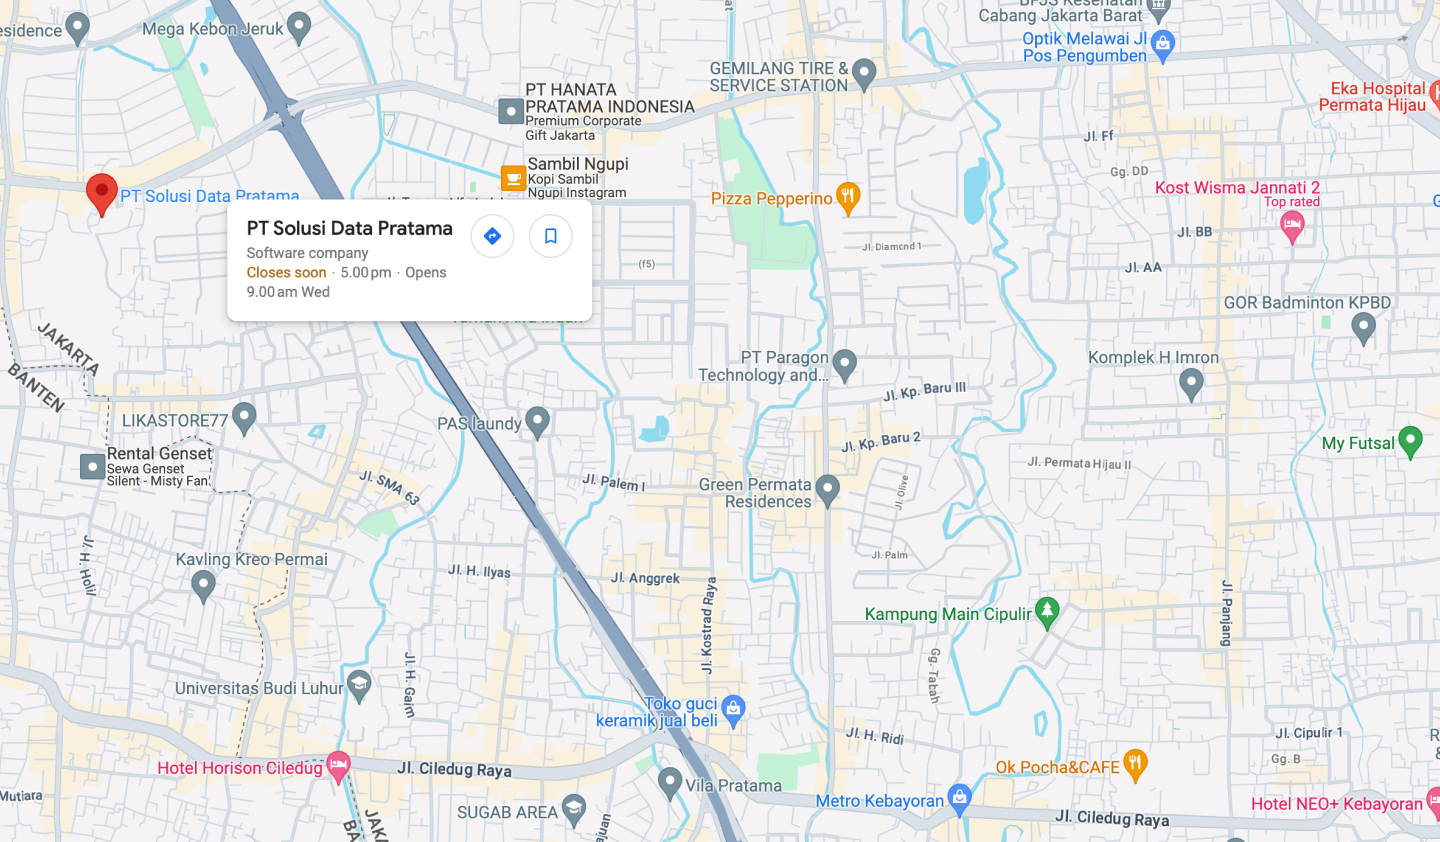 esidence
Mega Kebon Jeruk
BPJS Kesehatan
Cabang Jakarta Barat
Optik Melawai Jl
Pos Pengumben
GEMILANG TIRE &
SERVICE STATION
PT HANATA
PRATAMA INDONESIA
Premium Corporate
Gift Jakarta
Eka Hospital
Permata Hijau
Jl. Ff
Gg. DD
Sambil Ngupi
Kopi Sambil
Ngupi Instagram
PT Solusi Data Pratama
Pizza Pepperino
Kost Wisma Jannati 2
Top rated
PT Solusi Data Pratama
Software company
Closes soon · 5.00 pm · Opens
9.00 am Wed
(f5)
Jl. Diamond 1
Jl. BB
Jl. AA
GOR Badminton KPBD
JAKARTA
BANTEN
PT Paragon
Technology and...
Komplek H Imron
Jl. Kp. Baru III
LIKASTORE77
PAS laundy
Jl. Kp. Baru 2
My Futsal
Rental Genset
Sewa Genset
Silent - Misty Fan
Jl. SMA 63
Jl. Palem I
Green Permata
Residences
Jl. Olive
Jl. Permata Hijau II
Jl. H. Holil
Kavling Kreo Permai
Jl. H. Ilyas
Jl. Anggrek
Jl. Palm
Jl. Kostrad Raya
Kampung Main Cipulir
Jl. Panjang
Gg. Tabah
Universitas Budi Luhur
Jl. H. Gaim
Toko guci
keramik jual beli
Jl. H. Ridi
Jl. Cipulir 1
Gg. B
Hotel Horison Ciledug
Jl. Ciledug Raya
Ok Pocha&CAFE
Mutiara
Vila Pratama
Metro Kebayoran
SUGAB AREA
Jl. Ciledug Raya
Hotel NEO+ Kebayoran
JAKA
BA